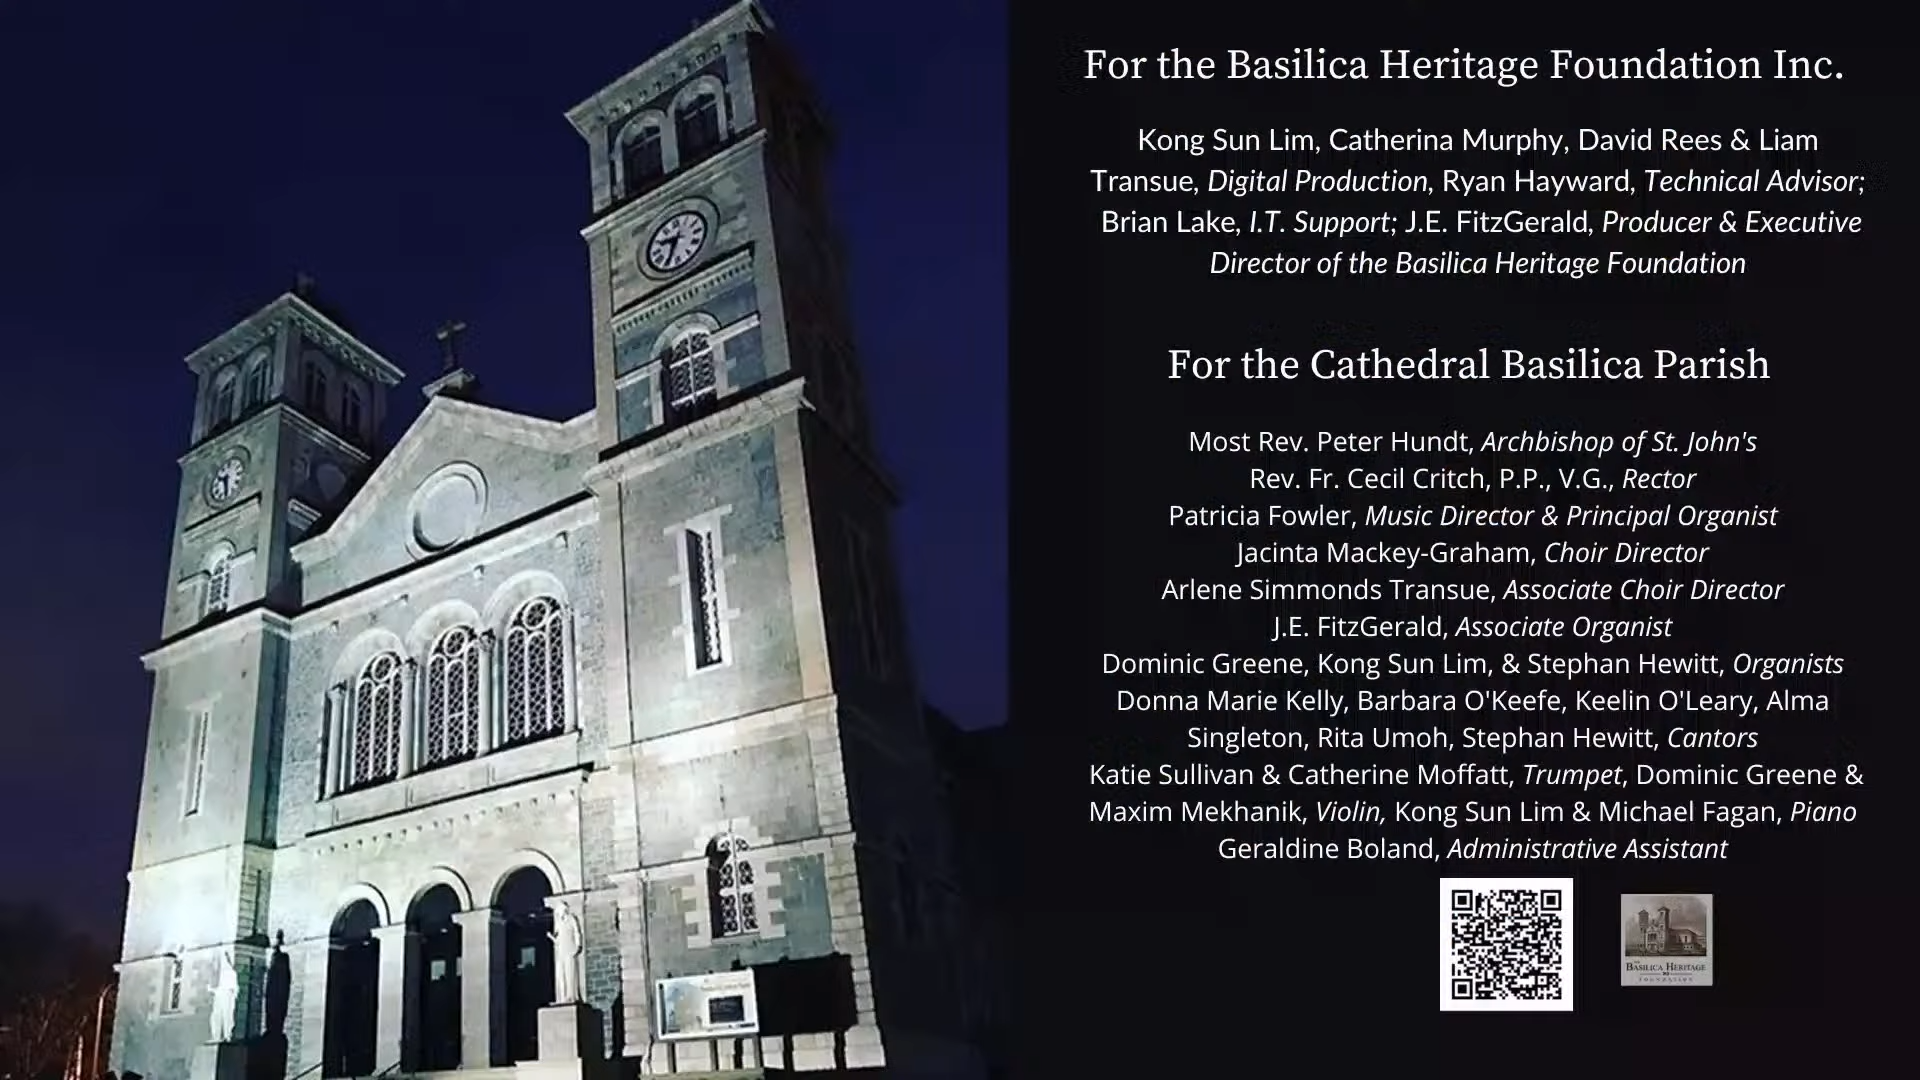 For the Basilica Heritage Foundation Inc.
Kong Sun Lim, Catherina Murphy, David Rees & Liam
Transue, Digital Production, Ryan Hayward, Technical Advisor;
Brian Lake, I.T. Support; J.E. FitzGerald, Producer & Executive
Director of the Basilica Heritage Foundation
For the Cathedral Basilica Parish
Most Rev. Peter Hundt, Archbishop of St. John's
Rev. Fr. Cecil Critch, P.P., V.G., Rector
Patricia Fowler, Music Director & Principal Organist
Jacinta Mackey-Graham, Choir Director
Arlene Simmonds Transue, Associate Choir Director
J.E. FitzGerald, Associate Organist
Dominic Greene, Kong Sun Lim, & Stephan Hewitt, Organists
Donna Marie Kelly, Barbara O'Keefe, Keelin O'Leary, Alma
Singleton, Rita Umoh, Stephan Hewitt, Cantors
Katie Sullivan & Catherine Moffatt, Trumpet, Dominic Greene &
Maxim Mekhanik, Violin, Kong Sun Lim & Michael Fagan, Piano
Geraldine Boland, Administrative Assistant
BASILICA HERITAGE
FOUNDATION